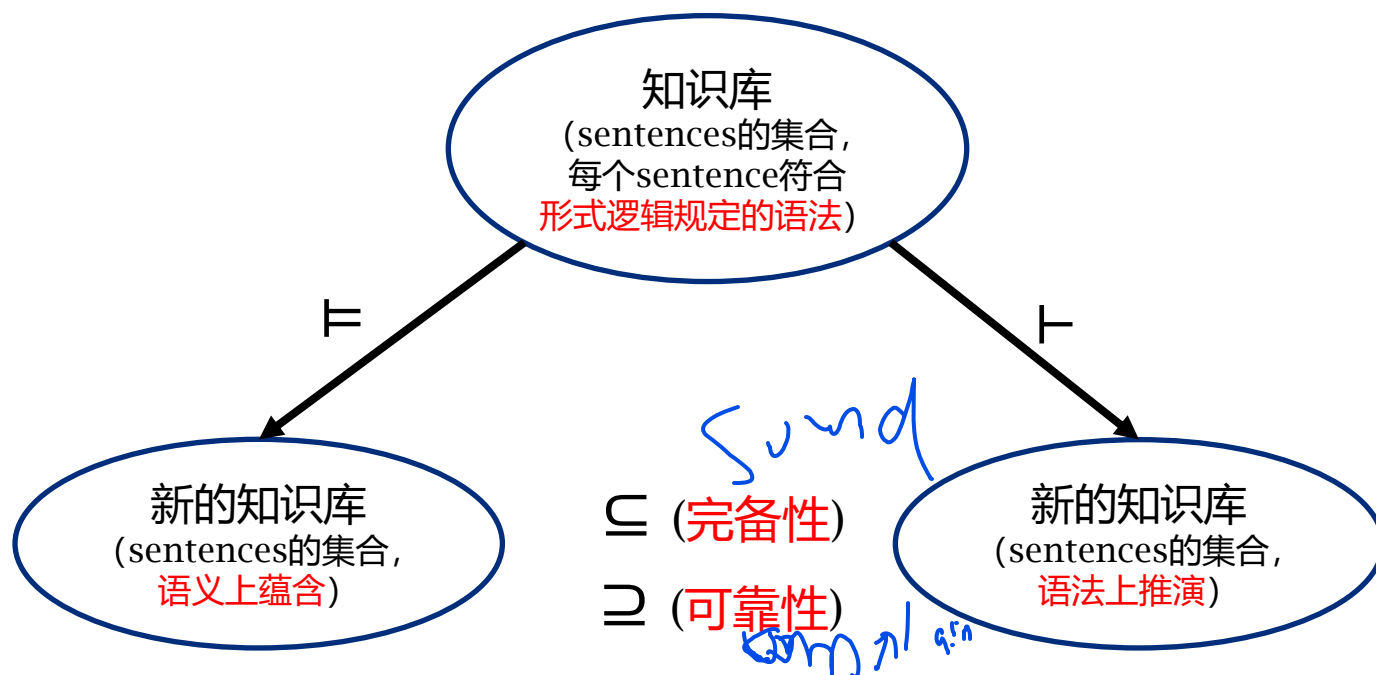 知识库
（sentences的集合，
每个sentence符合
形式逻辑规定的语法）
⊨
⊢
Sound
新的知识库
（sentences的集合，
语义上蕴含）
⊆ (完备性)
⊇ (可靠性)
新的知识库
（sentences的集合，
语法上推演）